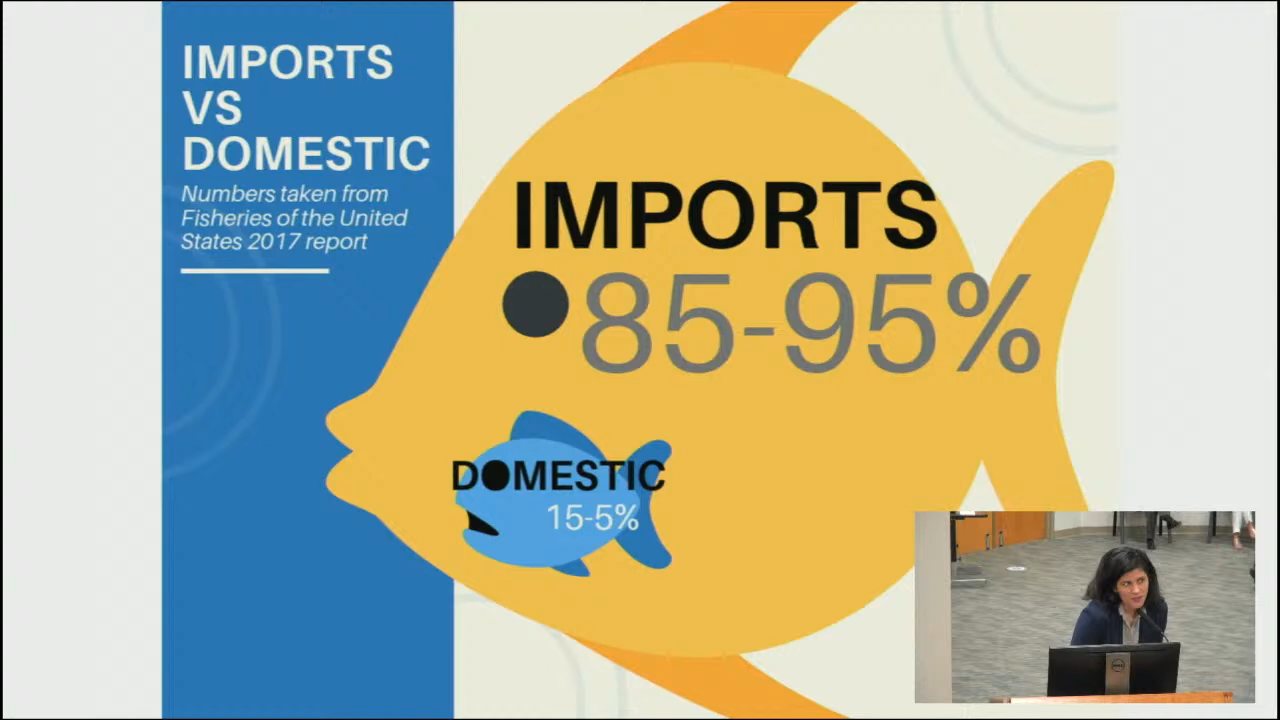 IMPORTS
VS
DOMESTIC
Numbers taken from
Fisheries of the United
States 2017 report
IMPORTS
85-95%
DOMESTIC
15-5%
DELL